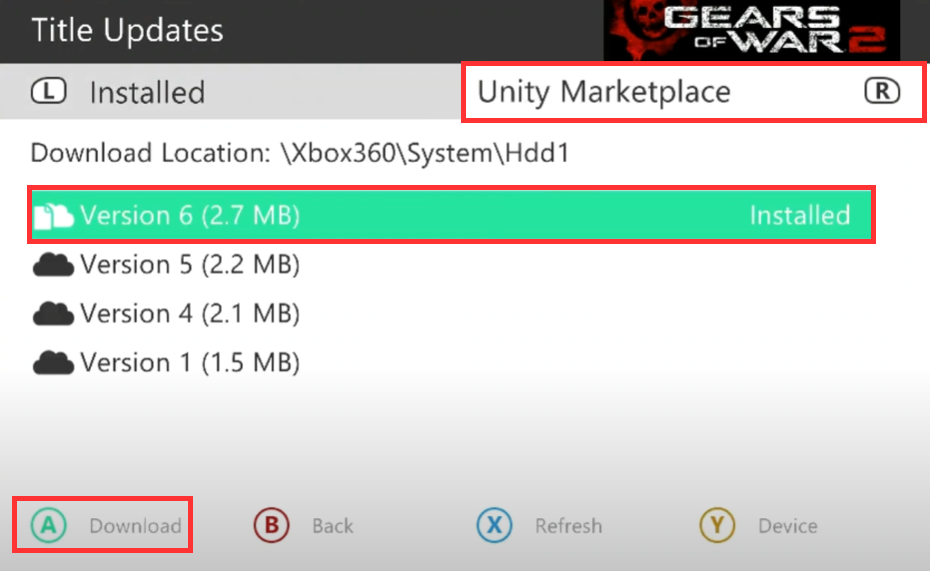 Title Updates
GEARS
OF WAR 2
L Installed
Unity Marketplace R
Download Location: \Xbox360\System\Hdd1
Version 6 (2.7 MB) Installed
Version 5 (2.2 MB)
Version 4 (2.1 MB)
Version 1 (1.5 MB)
A Download B Back X Refresh Y Device